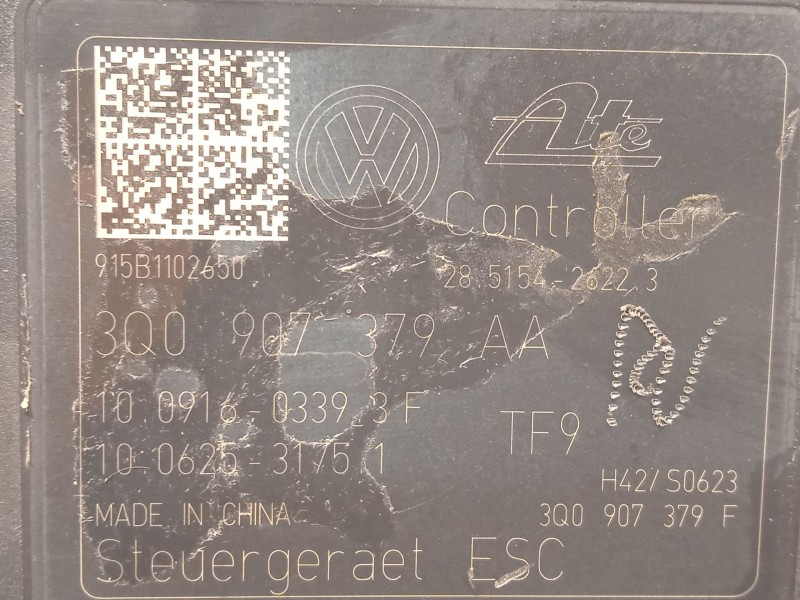 VW Ate
Controller
915B1102650 28.5154-2622.3
3Q0 907 379 AA
10.0916-0339.3 F
10.0625-3175.1
TF9
H42/S0623
MADE IN CHINA 3Q0 907 379 F
Steuergeraet ESC